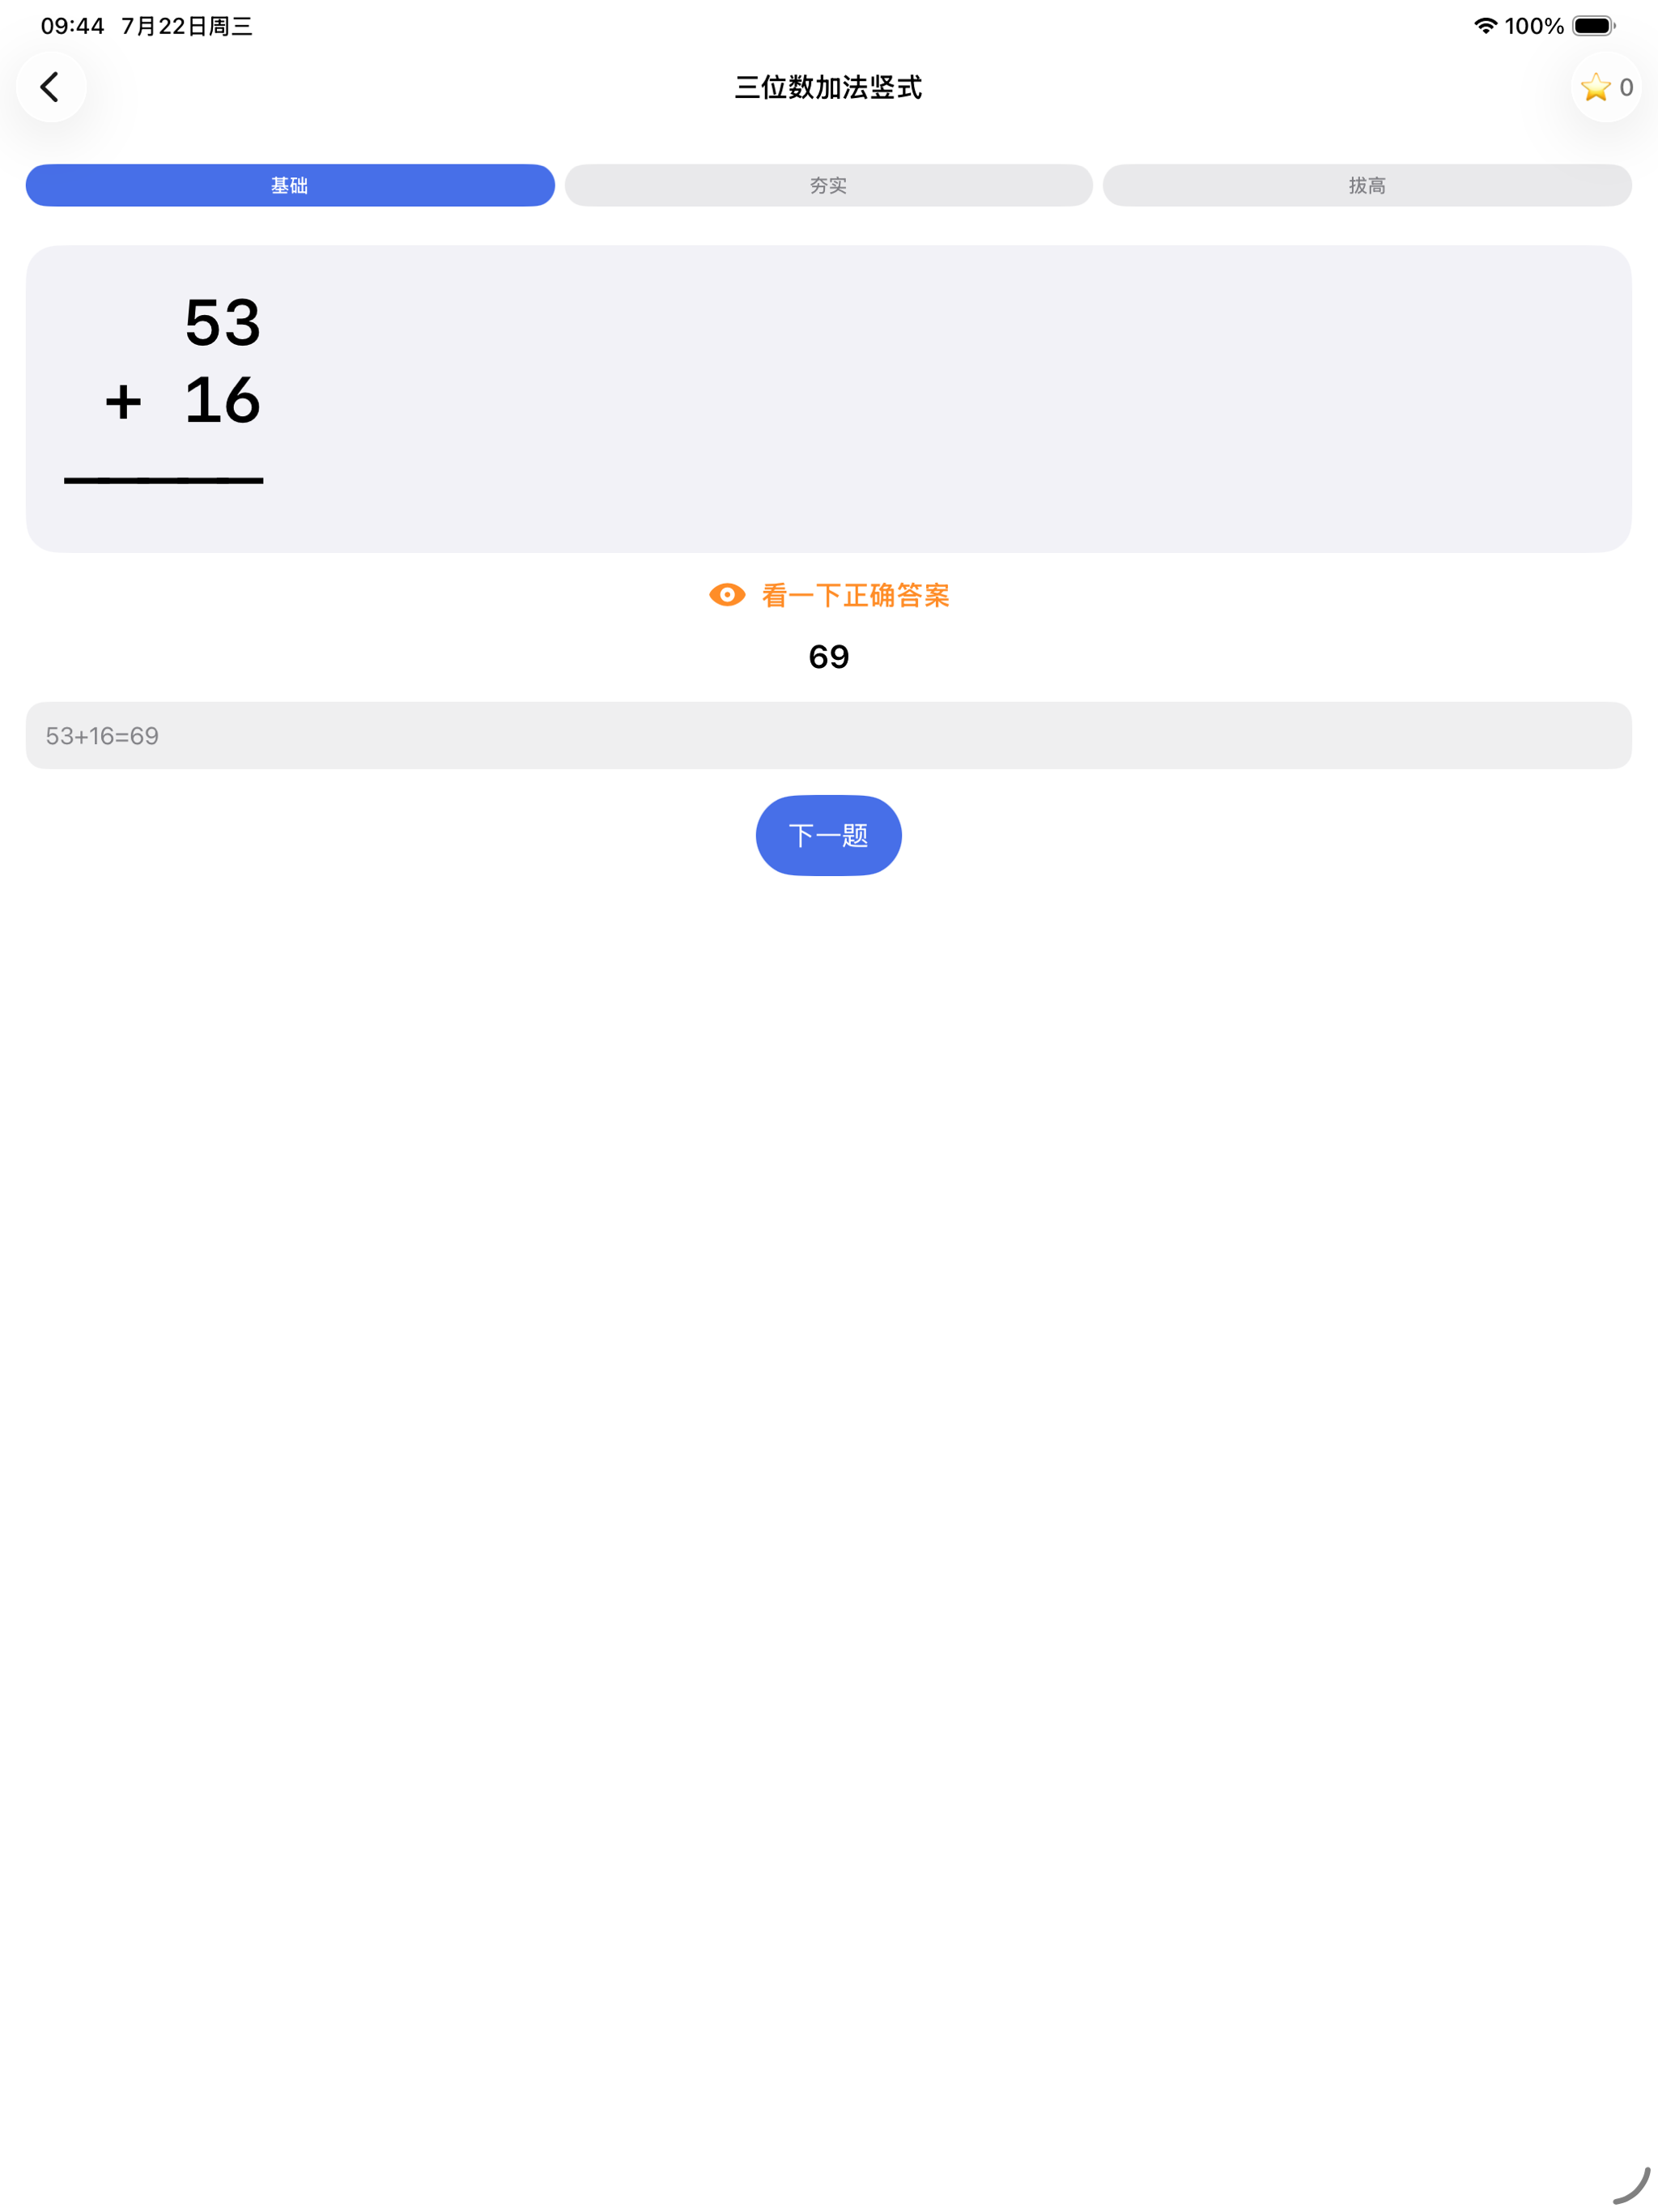 09:44 7月22日周三 100%
三位数加法竖式
⭐ 0
基础 夯实 拔高
53
+ 16
_____
看一下正确答案
69
53+16=69
下一题